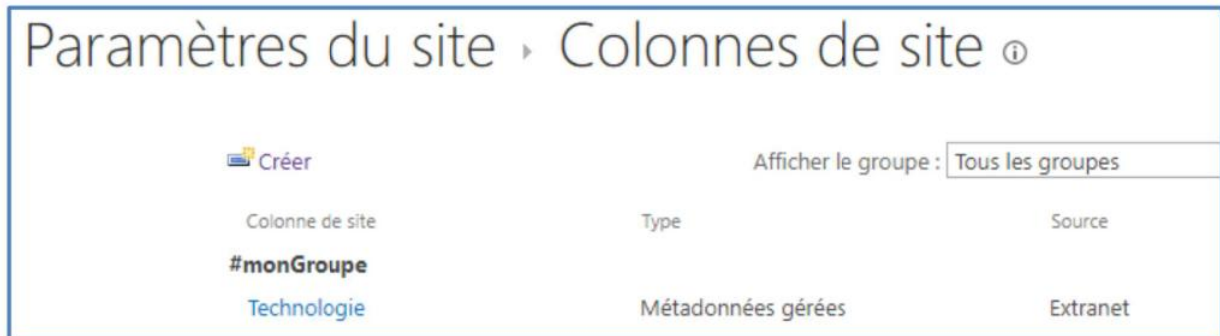 Paramètres du site ▸ Colonnes de site
Créer Afficher le groupe : Tous les groupes
Colonne de site Type Source
#monGroupe
Technologie Métadonnées gérées Extranet